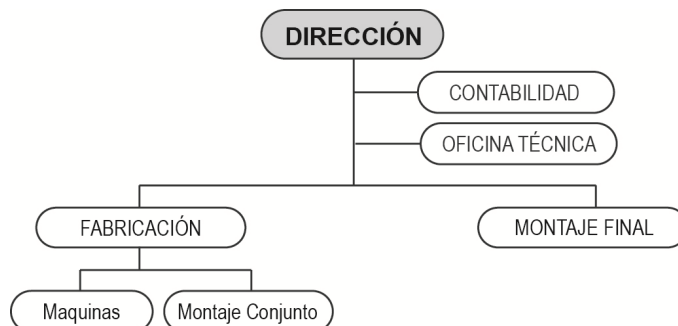 DIRECCIÓN
CONTABILIDAD
OFICINA TÉCNICA
FABRICACIÓN
MONTAJE FINAL
Maquinas
Montaje Conjunto